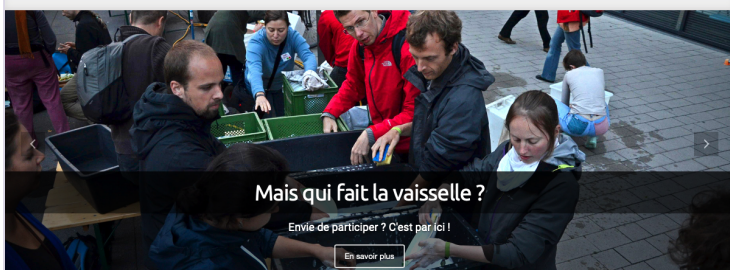 Mais qui fait la vaisselle ?
Envie de participer ? C'est par ici !
En savoir plus